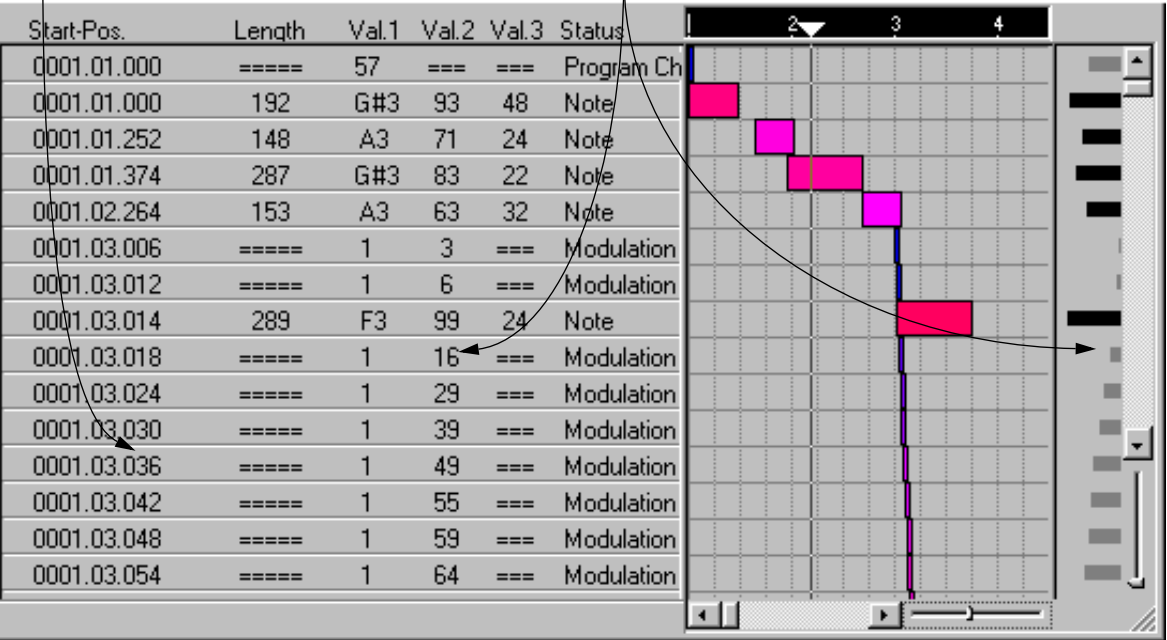 Start-Pos. Length Val.1 Val.2 Val.3 Status 2 3 4
0001.01.000 ===== 57 === === Program Ch
0001.01.000 192 G#3 93 48 Note
0001.01.252 148 A3 71 24 Note
0001.01.374 287 G#3 83 22 Note
0001.02.264 153 A3 63 32 Note
0001.03.006 ===== 1 3 === Modulation
0001.03.012 ===== 1 6 === Modulation
0001.03.014 289 F3 99 24 Note
0001.03.018 ===== 1 16 === Modulation
0001.03.024 ===== 1 29 === Modulation
0001.03.030 ===== 1 39 === Modulation
0001.03.036 ===== 1 49 === Modulation
0001.03.042 ===== 1 55 === Modulation
0001.03.048 ===== 1 59 === Modulation
0001.03.054 ===== 1 64 === Modulation